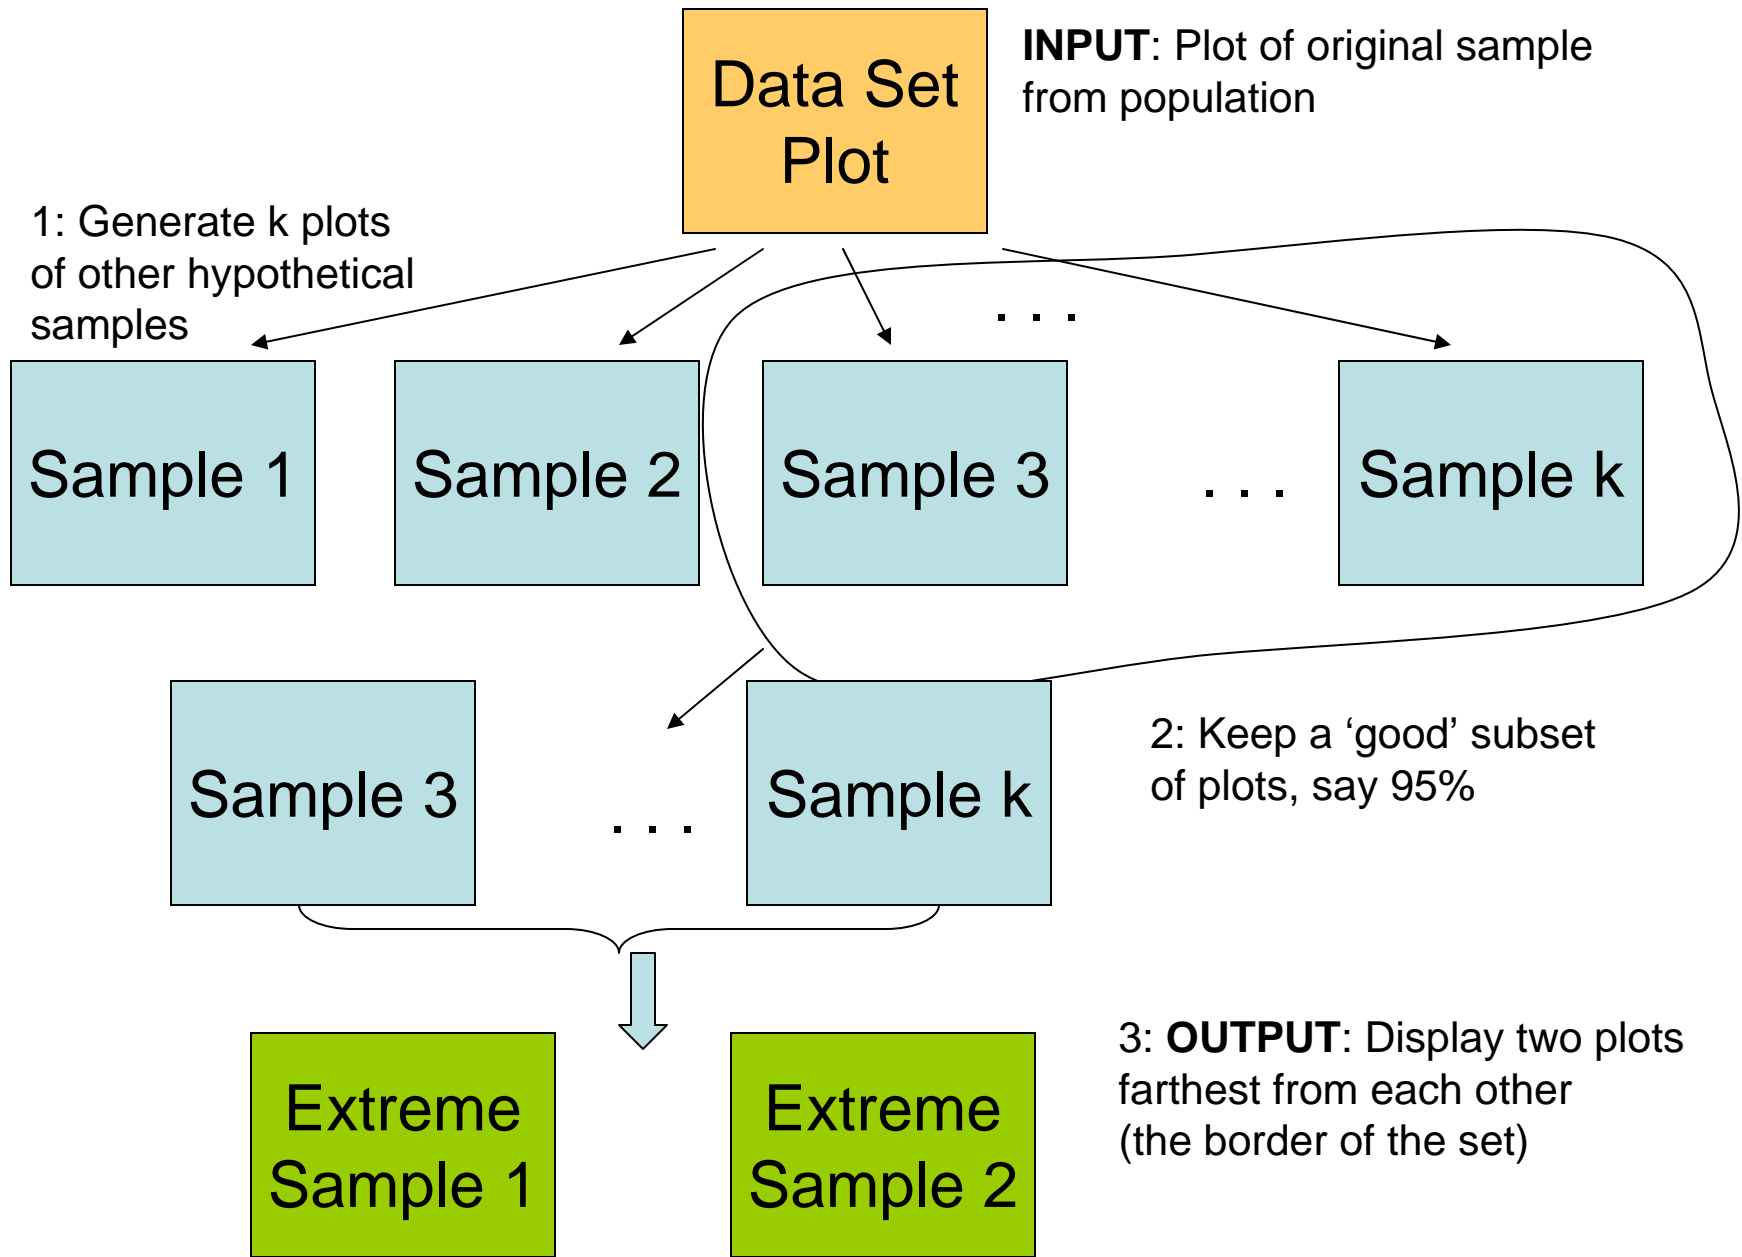 Data Set
Plot
INPUT: Plot of original sample
from population
1: Generate k plots
of other hypothetical
samples
. . .
Sample 1
Sample 2
Sample 3
. . .
Sample k
Sample 3
. . .
Sample k
2: Keep a ‘good’ subset
of plots, say 95%
Extreme
Sample 1
Extreme
Sample 2
3: OUTPUT: Display two plots
farthest from each other
(the border of the set)